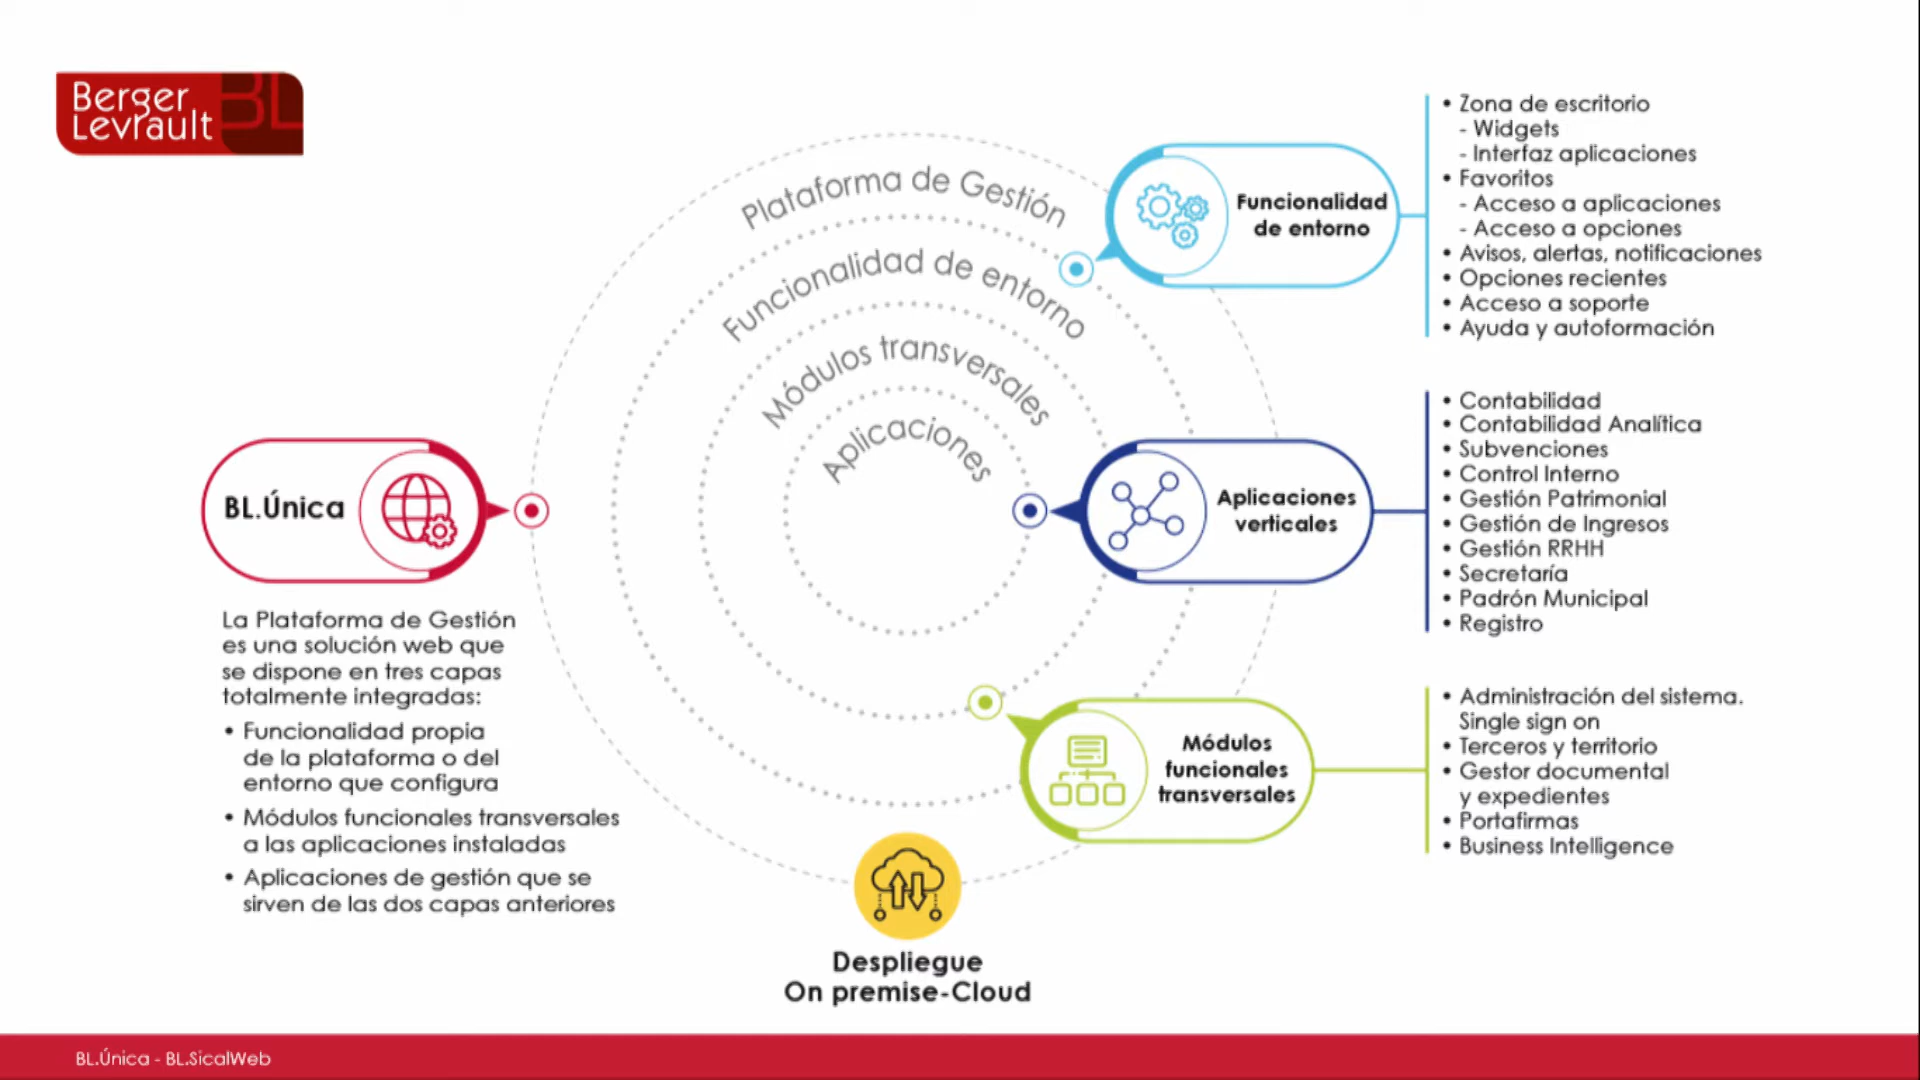 Berger
Levrault
BL
Plataforma de Gestión
Funcionalidad de entorno
Módulos transversales
Aplicaciones
BL.Única
La Plataforma de Gestión
es una solución web que
se dispone en tres capas
totalmente integradas:
• Funcionalidad propia
de la plataforma o del
entorno que configura
• Módulos funcionales transversales
a las aplicaciones instaladas
• Aplicaciones de gestión que se
sirven de las dos capas anteriores
Funcionalidad
de entorno
• Zona de escritorio
- Widgets
- Interfaz aplicaciones
• Favoritos
- Acceso a aplicaciones
- Acceso a opciones
• Avisos, alertas, notificaciones
• Opciones recientes
• Acceso a soporte
• Ayuda y autoformación
Aplicaciones
verticales
• Contabilidad
• Contabilidad Analítica
• Subvenciones
• Control Interno
• Gestión Patrimonial
• Gestión de Ingresos
• Gestión RRHH
• Secretaría
• Padrón Municipal
• Registro
Módulos
funcionales
transversales
• Administración del sistema.
Single sign on
• Terceros y territorio
• Gestor documental
y expedientes
• Portafirmas
• Business Intelligence
Despliegue
On premise-Cloud
BL.Única - BL.SicalWeb